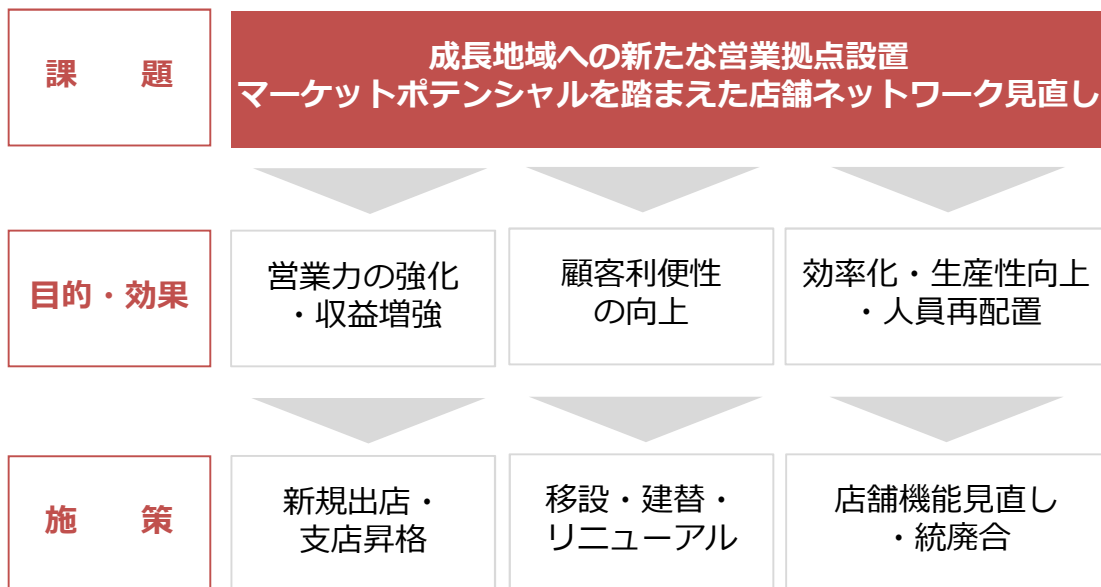 課　題
成長地域への新たな営業拠点設置
マーケットポテンシャルを踏まえた店舗ネットワーク見直し
目的・効果
営業力の強化
・収益増強
顧客利便性
の向上
効率化・生産性向上
・人員再配置
施　策
新規出店・
支店昇格
移設・建替・
リニューアル
店舗機能見直し
・統廃合